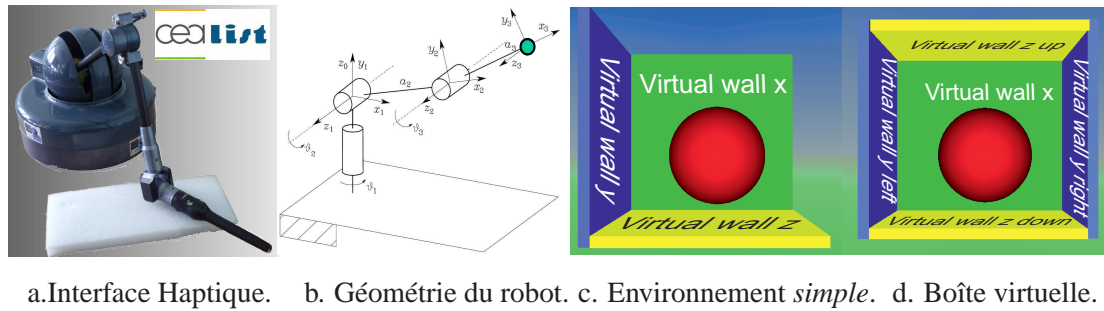 cea list
z₀
y₁
x₁
z₁
ϑ₂
ϑ₁
a₂
y₂
x₂
z₂
ϑ₃
a₃
y₃
x₃
z₃
Virtual wall y
Virtual wall x
Virtual wall z
Virtual wall z up
Virtual wall y left
Virtual wall x
Virtual wall y right
Virtual wall z down
a.Interface Haptique. b. Géométrie du robot. c. Environnement simple. d. Boîte virtuelle.